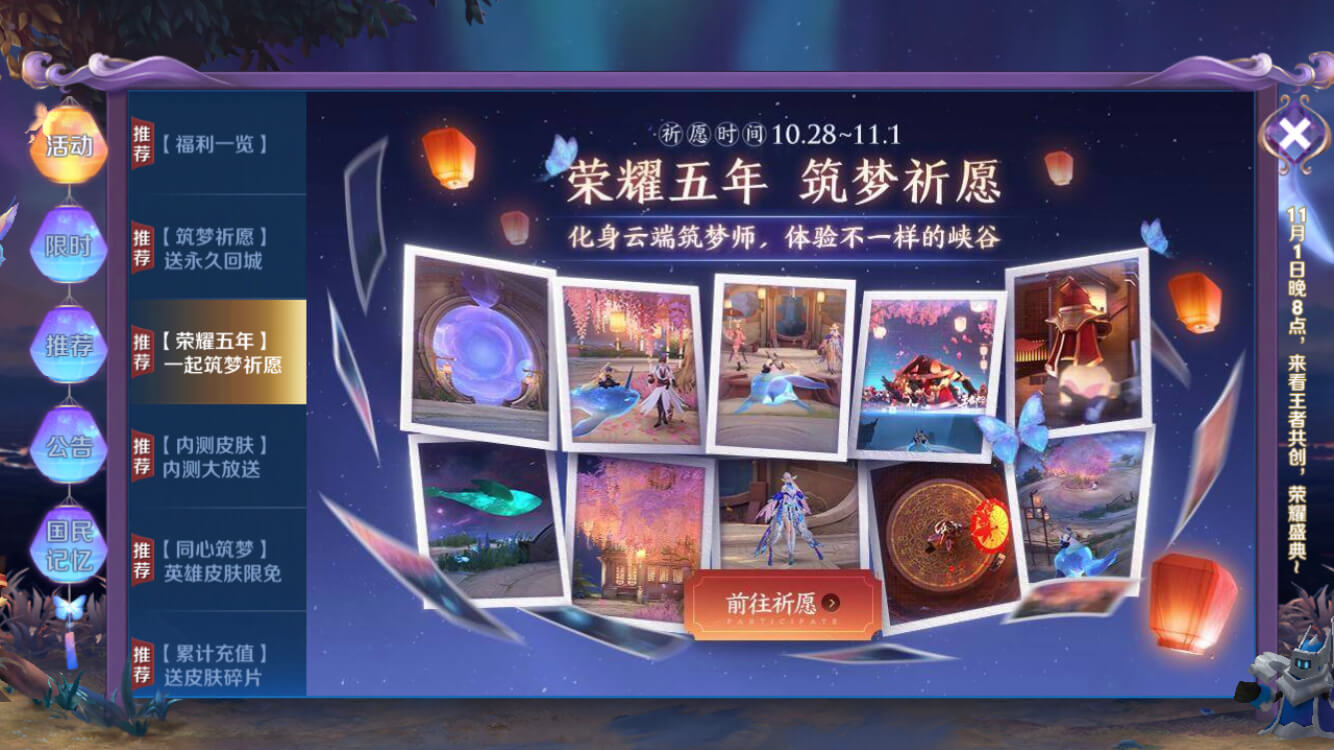 活动
限时
推荐
公告
国民
记忆
推荐
【福利一览】
推荐
【筑梦祈愿】
送永久回城
推荐
【荣耀五年】
一起筑梦祈愿
推荐
【内测皮肤】
内测大放送
推荐
【同心筑梦】
英雄皮肤限免
推荐
【累计充值】
送皮肤碎片
祈愿时间10.28~11.1
荣耀五年 筑梦祈愿
化身云端筑梦师，体验不一样的峡谷
前往祈愿
PARTICIPATE
11月1日晚8点，来看王者共创，荣耀盛典~